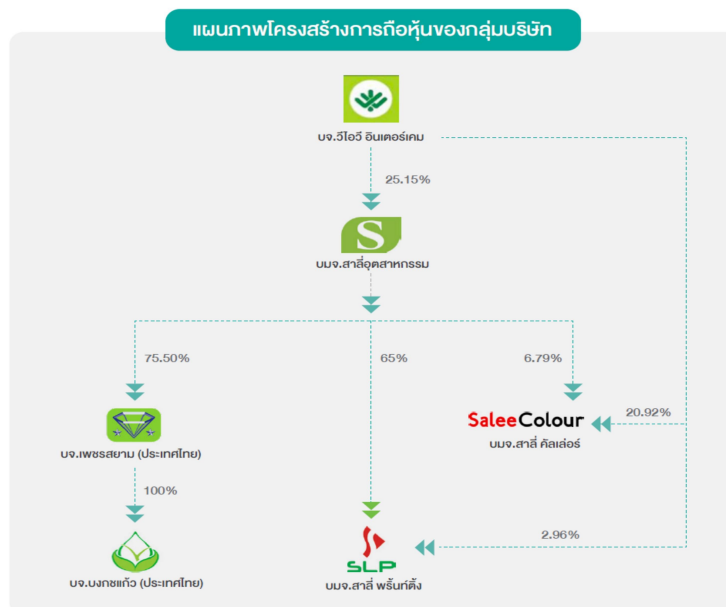 แผนภาพโครงสร้างการถือหุ้นของกลุ่มบริษัท
บจ.วีไอวี อินเตอร์เคม
25.15%
S
บมจ.สาลี่อุตสาหกรรม
75.50%
65%
6.79%
SaleeColour
20.92%
บจ.เพชรสยาม (ประเทศไทย)
บมจ.สาลี่ คัลเล่อร์
100%
2.96%
SLP
บจ.บงกชแก้ว (ประเทศไทย)
บมจ.สาลี่ พริ้นท์ติ้ง